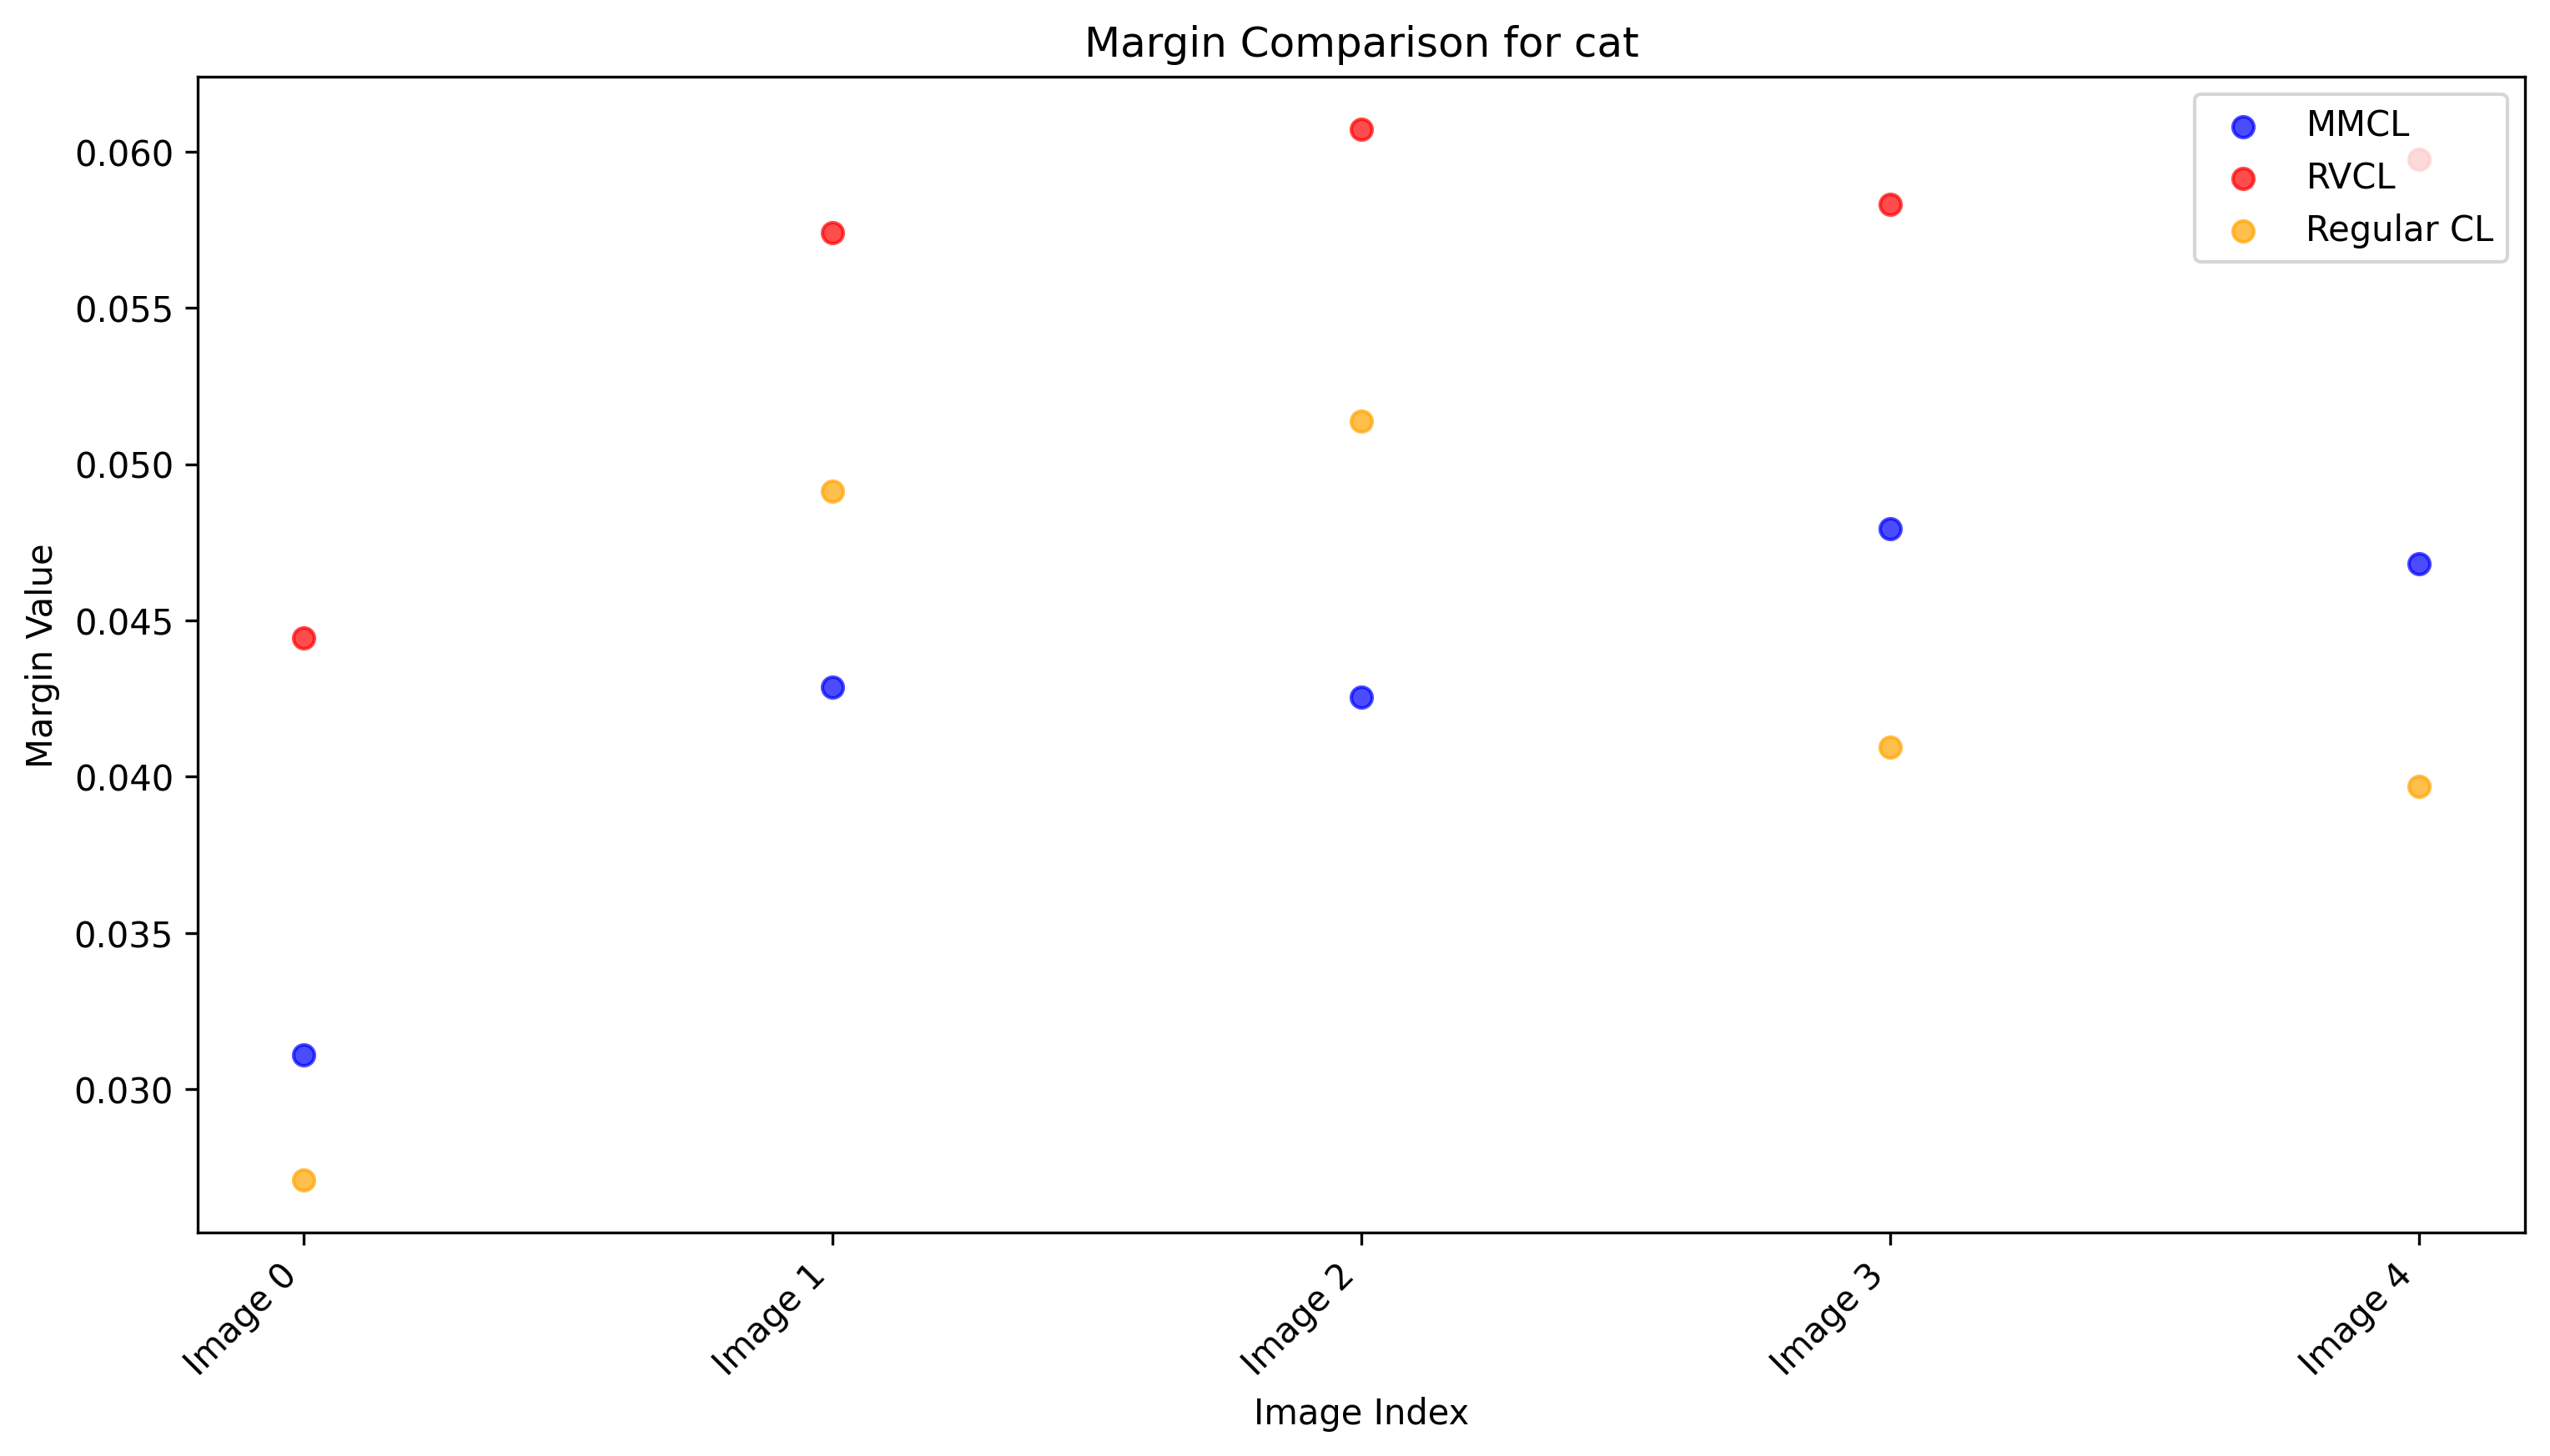 Margin Comparison for cat
MMCL
RVCL
Regular CL
0.060
0.055
0.050
0.045
0.040
0.035
0.030
Margin Value
Image 0
Image 1
Image 2
Image 3
Image 4
Image Index